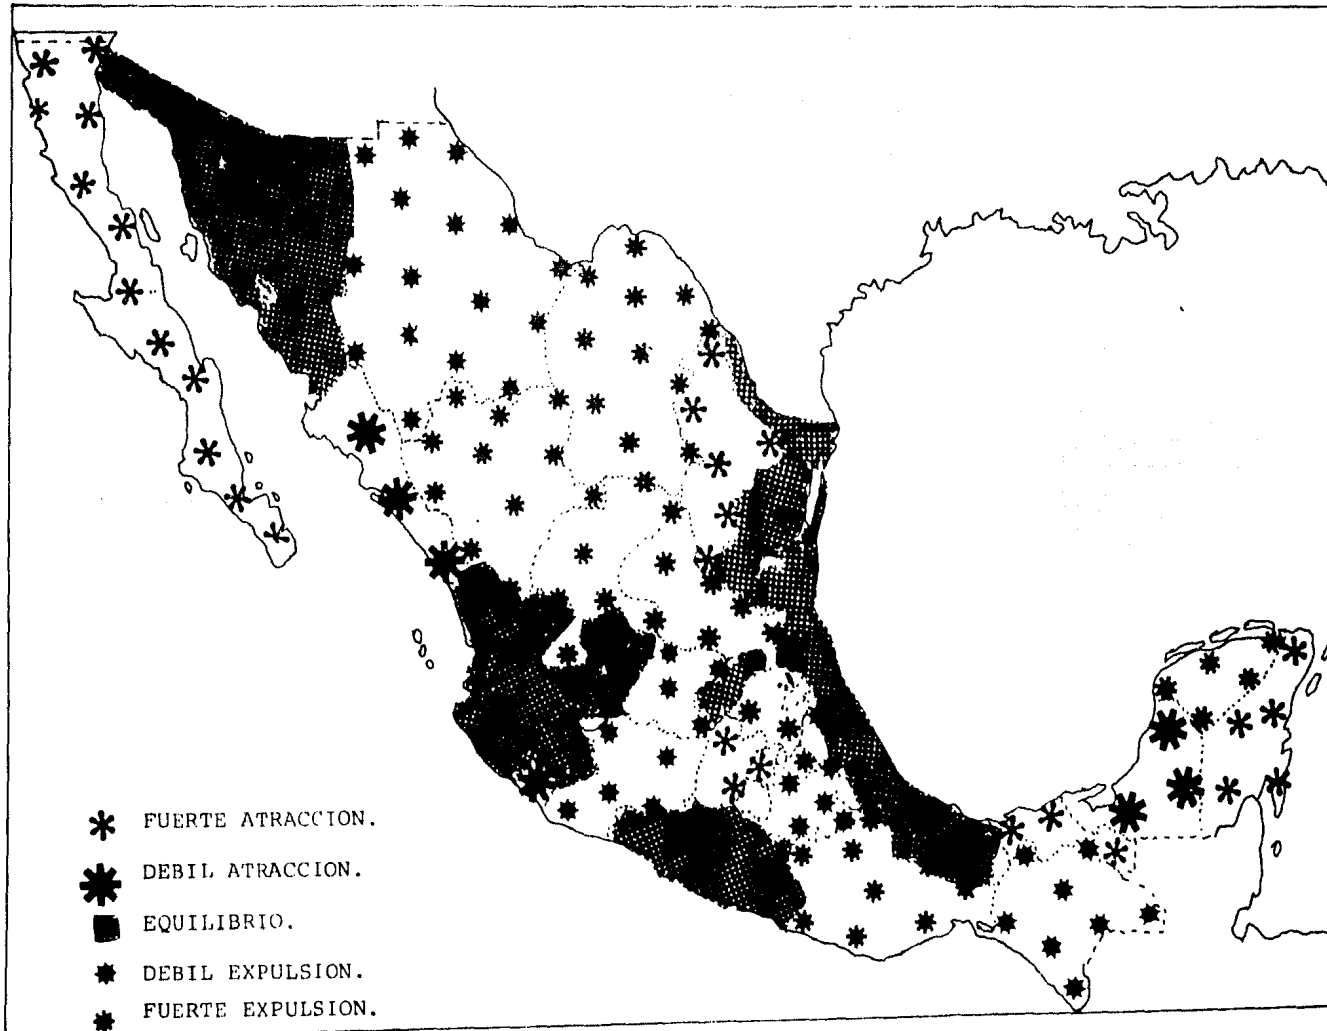 FUERTE ATRACCION.
DEBIL ATRACCION.
EQUILIBRIO.
DEBIL EXPULSION.
FUERTE EXPULSION.